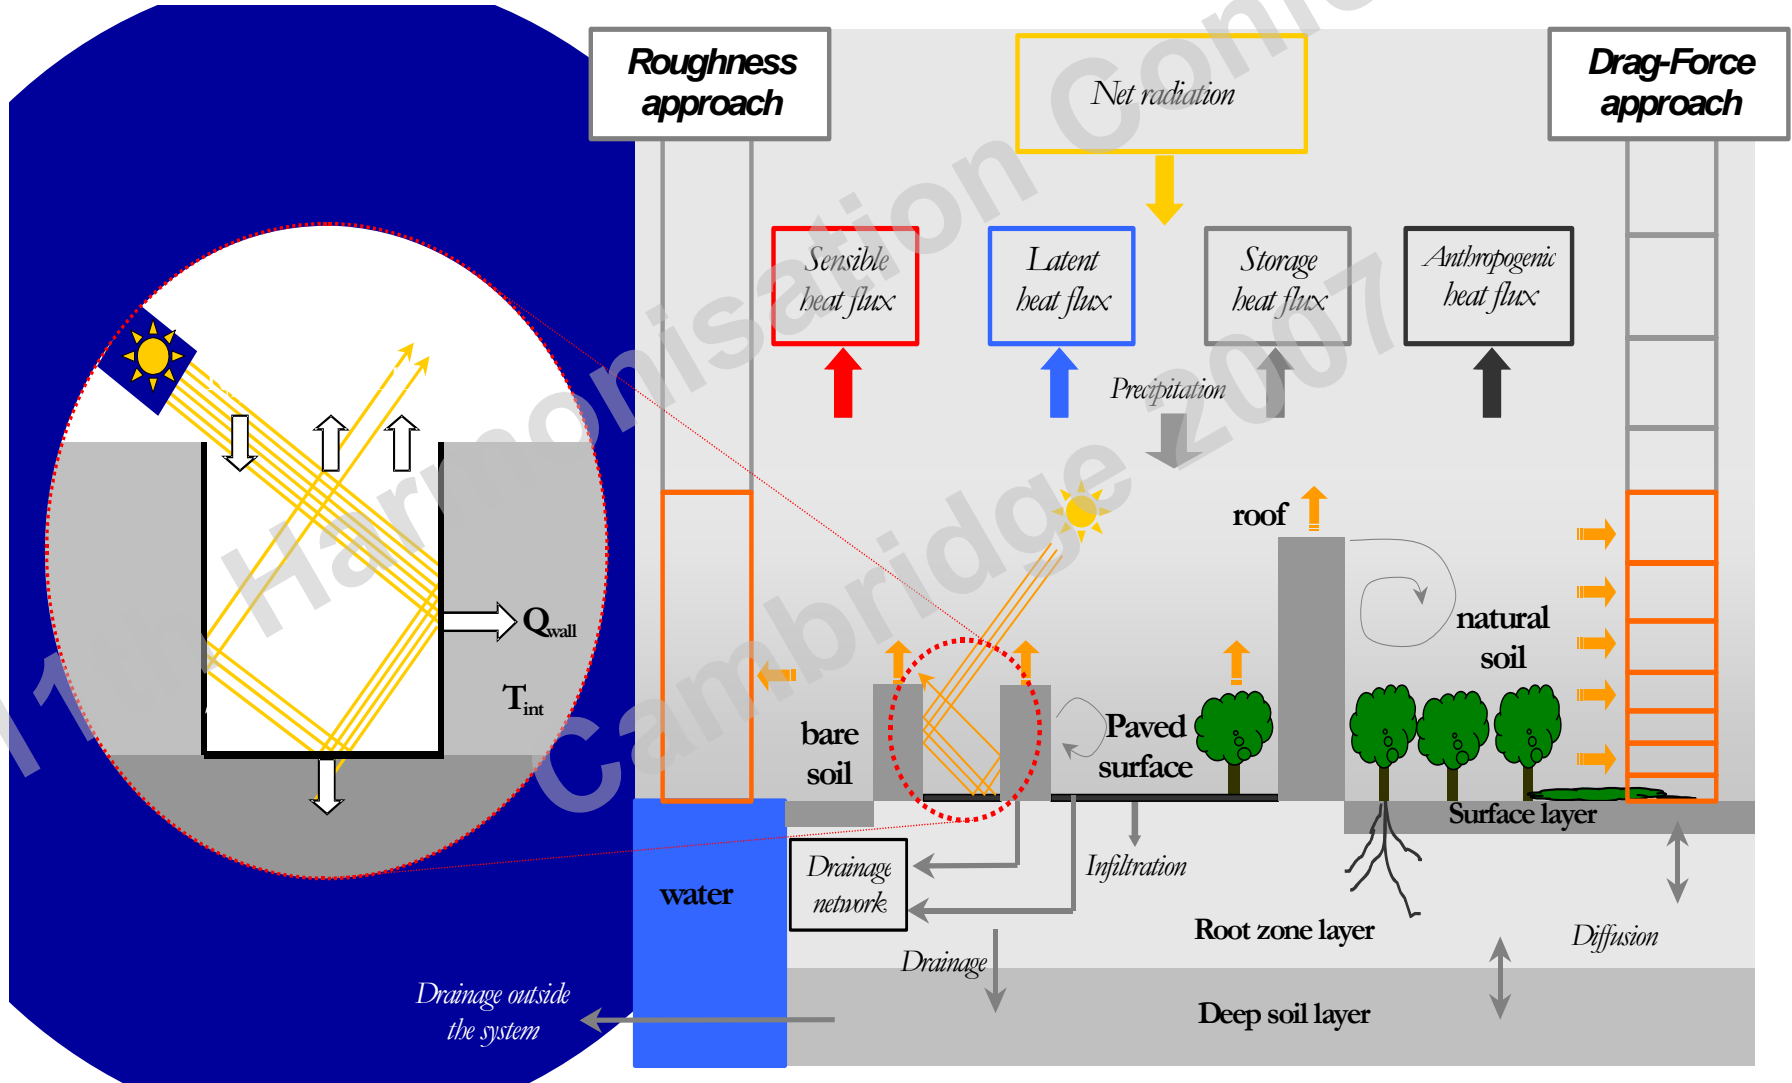 Roughness
approach
Net radiation
Drag-Force
approach
Sensible
heat flux
Latent
heat flux
Storage
heat flux
Anthropogenic
heat flux
Precipitation
roof
Qwall
natural
soil
Tint
bare
soil
Paved
surface
Surface layer
Drainage
network
Infiltration
water
Root zone layer
Diffusion
Drainage
Drainage outside
the system
Deep soil layer
Harmonisation
Cambridge 2007